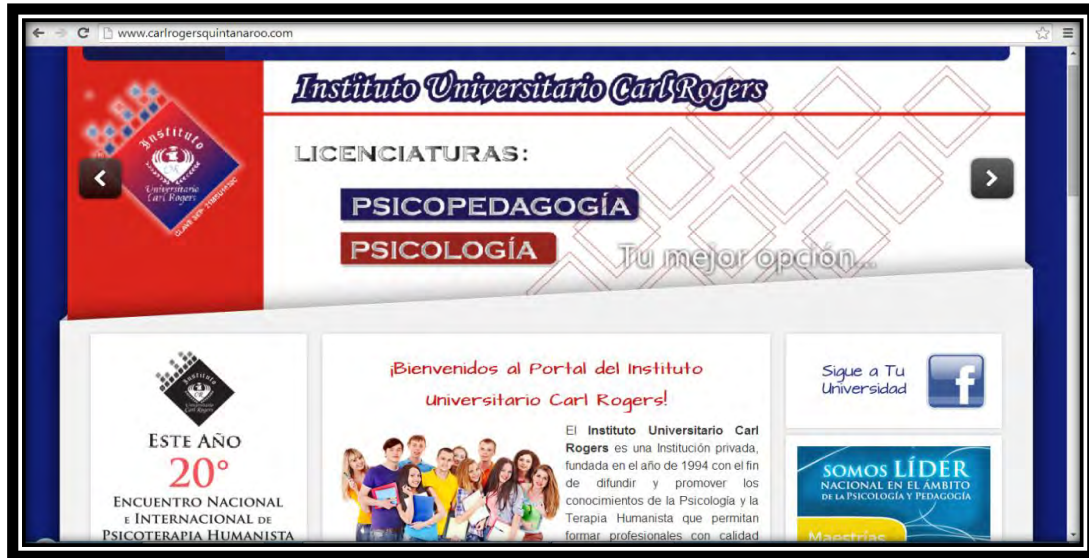 www.carlrogersquintanaroo.com
Instituto Universitario Carl Rogers
Instituto
Universitario
Carl Rogers
LICENCIATURAS:
PSICOPEDAGOGÍA
PSICOLOGÍA
Tu mejor opción...
Instituto
Universitario
Carl Rogers
ESTE AÑO
20°
ENCUENTRO NACIONAL
E INTERNACIONAL DE
PSICOTERAPIA HUMANISTA
¡Bienvenidos al Portal del Instituto
Universitario Carl Rogers!
El Instituto Universitario Carl
Rogers es una Institución privada,
fundada en el año de 1994 con el fin
de difundir y promover los
conocimientos de la Psicología y la
Terapia Humanista que permitan
formar profesionales con calidad
Sigue a Tu
Universidad
f
SOMOS LÍDER
NACIONAL EN EL ÁMBITO
DE LA PSICOLOGÍA Y PEDAGOGÍA
Maestrías